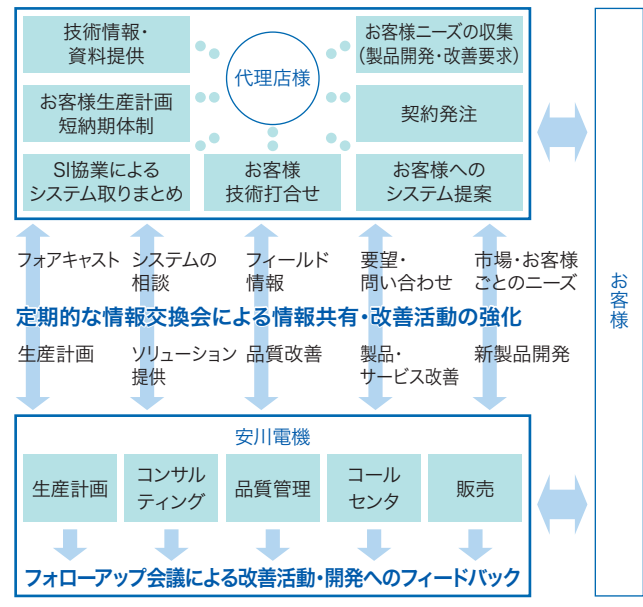 技術情報・
資料提供
代理店様
お客様ニーズの収集
(製品開発・改善要求)
お客様生産計画
短納期体制
契約発注
SI協業による
システム取りまとめ
お客様
技術打合せ
お客様への
システム提案
フォアキャスト
システムの
相談
フィールド
情報
要望・
問い合わせ
市場・お客様
ごとのニーズ
定期的な情報交換会による情報共有・改善活動の強化
生産計画
ソリューション
提供
品質改善
製品・
サービス改善
新製品開発
安川電機
生産計画
コンサル
ティング
品質管理
コール
センタ
販売
フォローアップ会議による改善活動・開発へのフィードバック
お客様